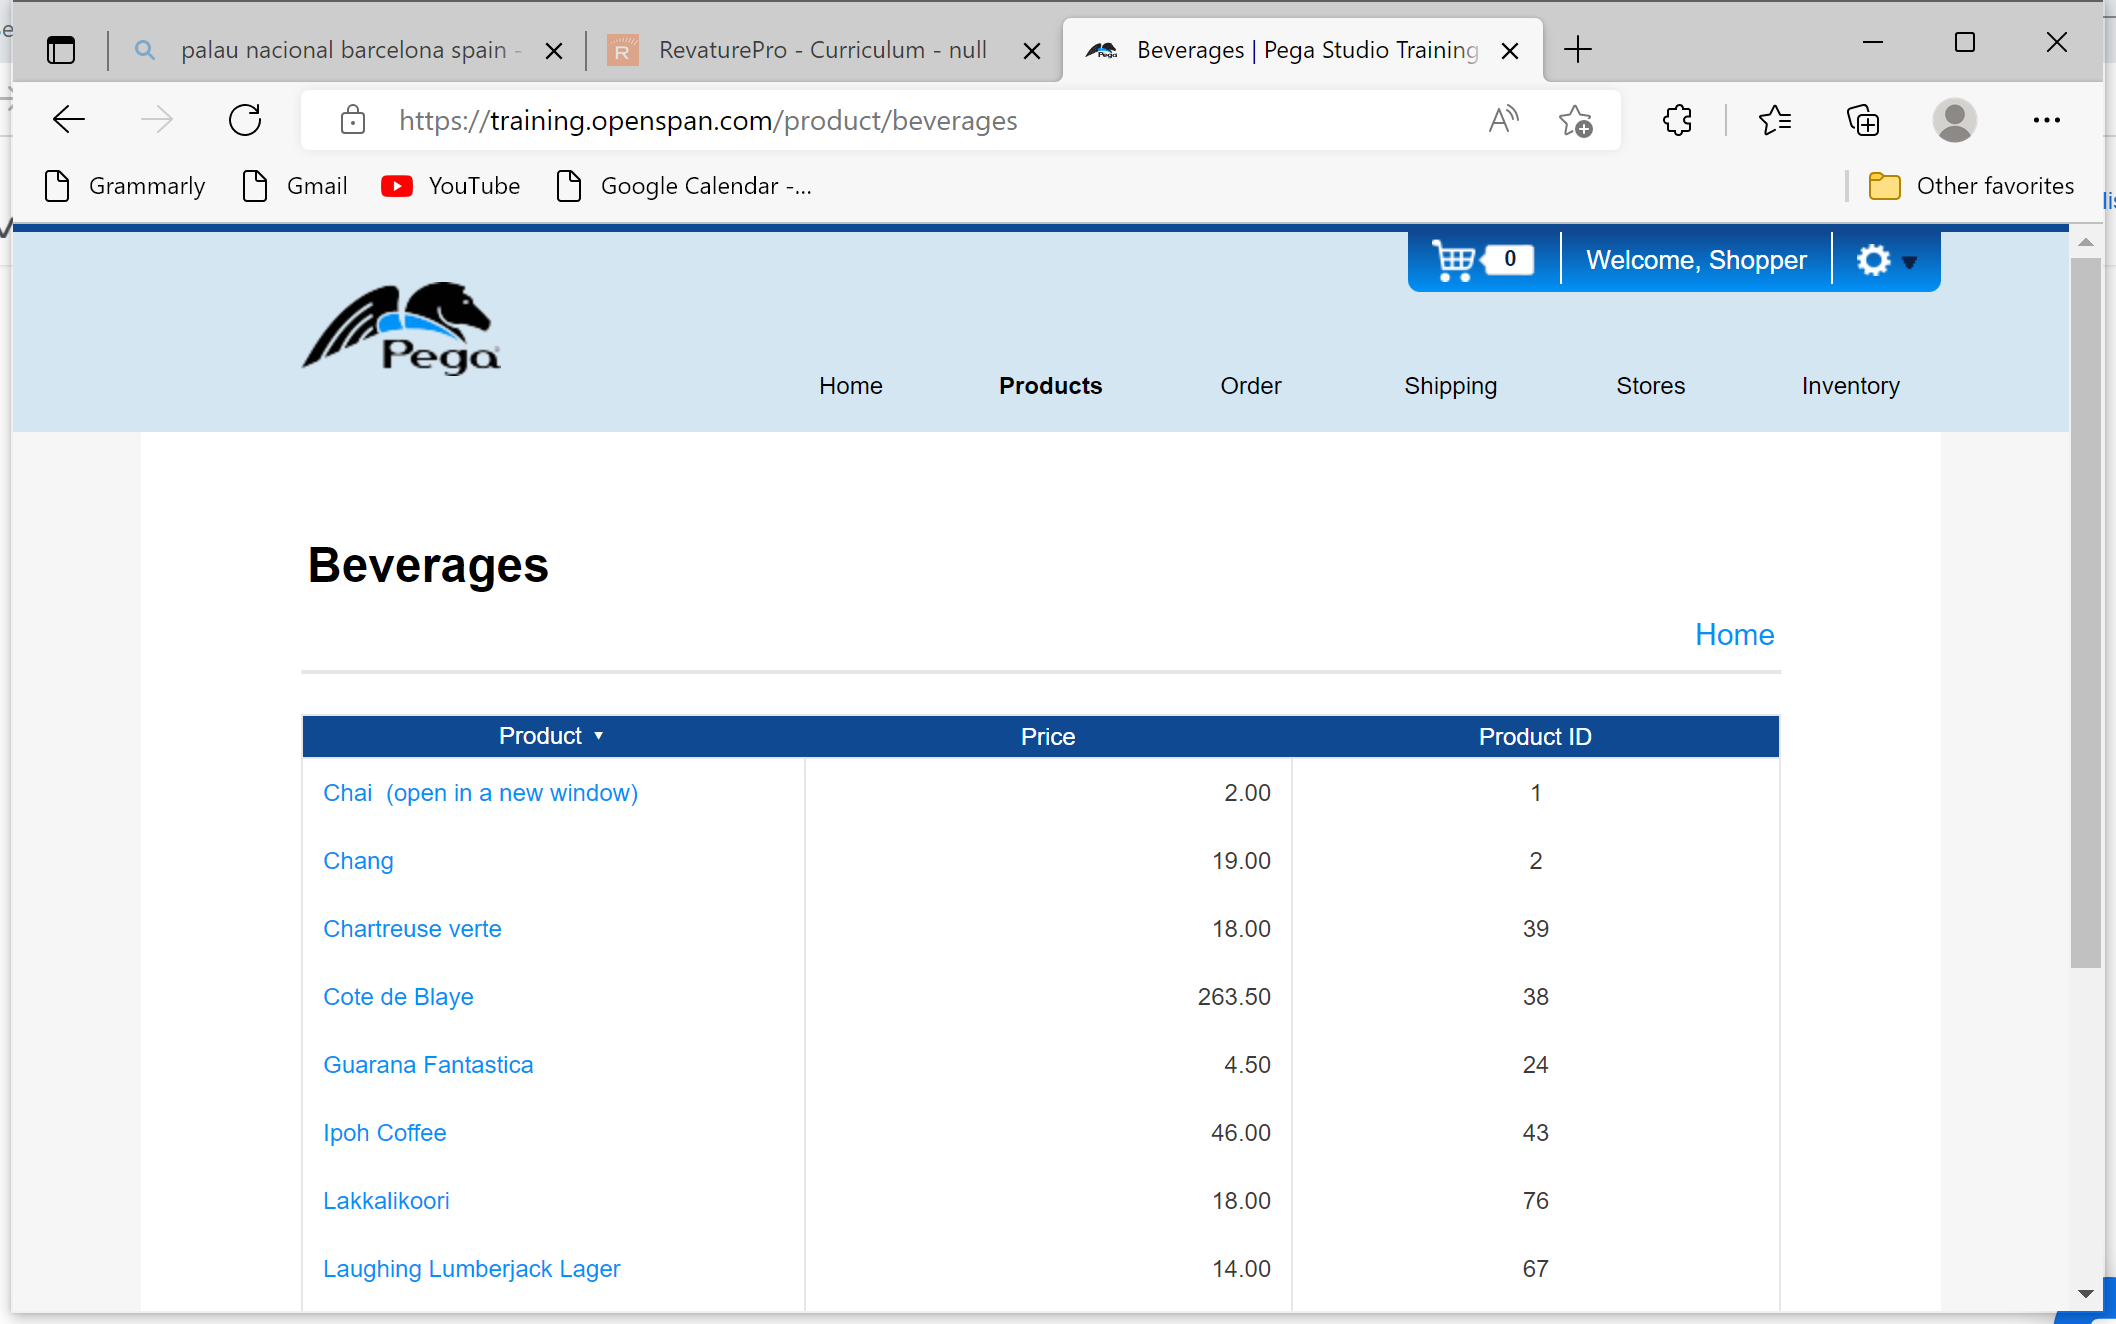 palau nacional barcelona spain -
RevaturePro - Curriculum - null
Beverages | Pega Studio Training
https://training.openspan.com/product/beverages
Grammarly
Gmail
YouTube
Google Calendar -...
Other favorites
0
Welcome, Shopper
Pega
Home
Products
Order
Shipping
Stores
Inventory
Beverages
Home
Product ▼ Price Product ID
Chai (open in a new window) 2.00 1
Chang 19.00 2
Chartreuse verte 18.00 39
Cote de Blaye 263.50 38
Guarana Fantastica 4.50 24
Ipoh Coffee 46.00 43
Lakkalikoori 18.00 76
Laughing Lumberjack Lager 14.00 67